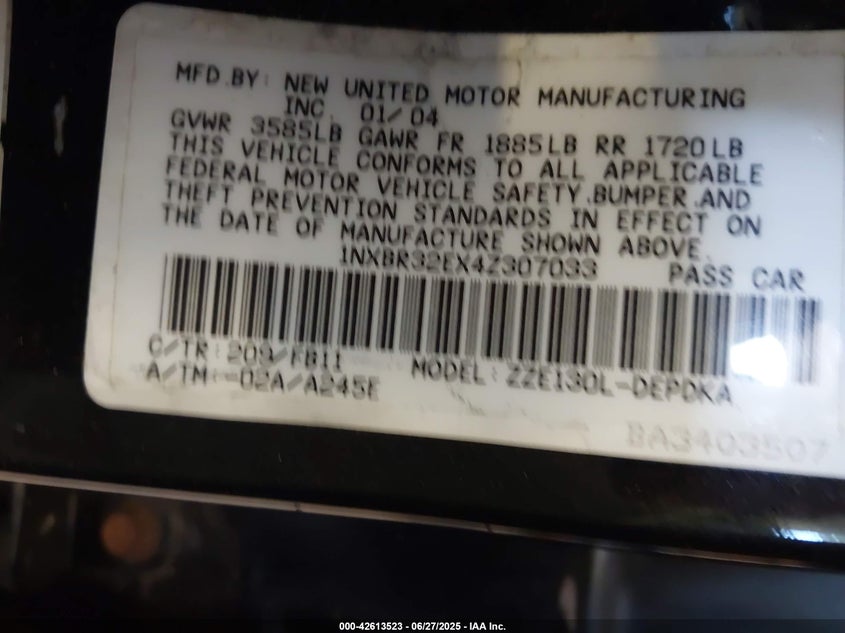 MFD.BY: NEW UNITED MOTOR MANUFACTURING
INC. 01/04
GVWR 3585LB GAWR FR 1885LB RR 1720LB
THIS VEHICLE CONFORMS TO ALL APPLICABLE
FEDERAL MOTOR VEHICLE SAFETY,BUMPER,AND
THEFT PREVENTION STANDARDS IN EFFECT ON
THE DATE OF MANUFACTURE SHOWN ABOVE.
1NXBR32EX4Z307033 PASS CAR
C/TR:209/FB11 MODEL:ZZE130L-DEPDKA
A/TM:-02A/A245E
BA3403507
000-42613523 - 06/27/2025 - IAA Inc.